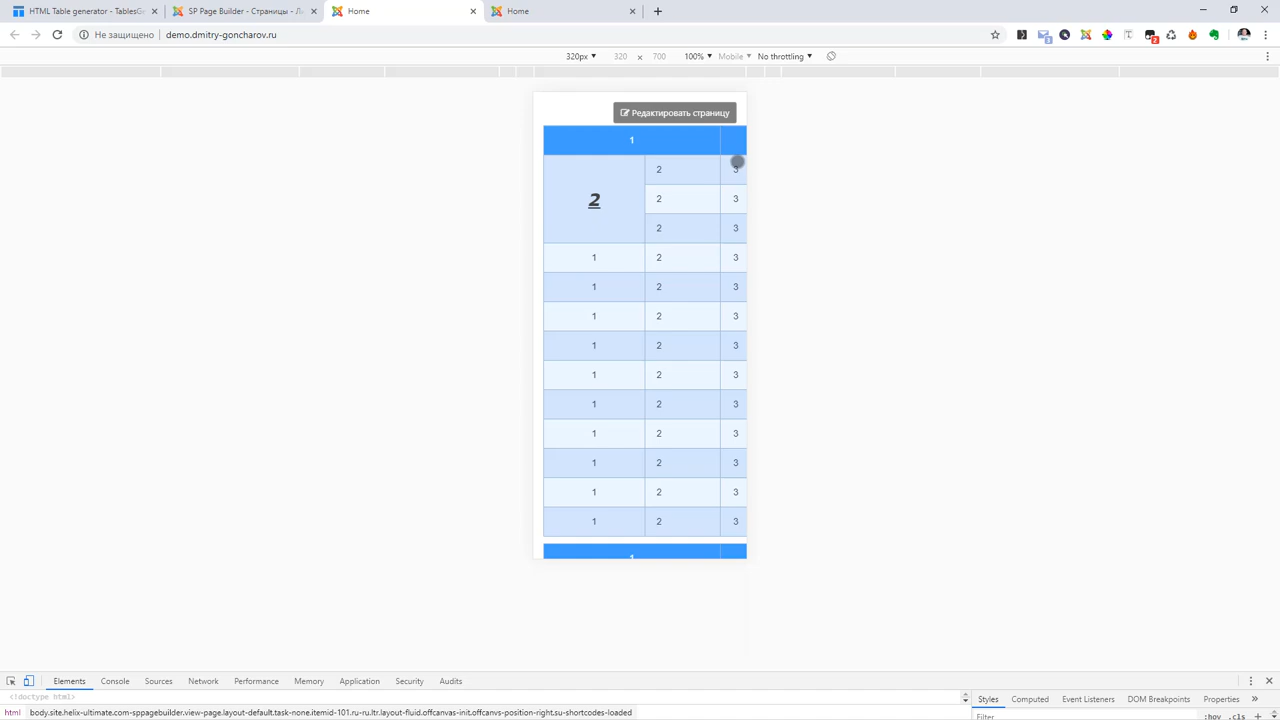 HTML Table generator - TablesGe
SP Page Builder - Страницы - Ла
Home
Home
Не защищено
demo.dmitry-goncharov.ru
320px
320 × 700
100%
Mobile
No throttling
Редактировать страницу
1
2 2 3
2 3
2 3
1 2 3
1 2 3
1 2 3
1 2 3
1 2 3
1 2 3
1 2 3
1 2 3
1 2 3
1 2 3
1
Elements Console Sources Network Performance Memory Application Security Audits
<!doctype html>
html body.site.helix-ultimate.com-sppagebuilder.view-page.layout-default.task-none.itemid-101.ru-ru.ltr.layout-fluid.offcanvas-init.offcanvs-position-right.su-shortcodes-loaded
Styles Computed Event Listeners DOM Breakpoints Properties »
Filter :hov .cls